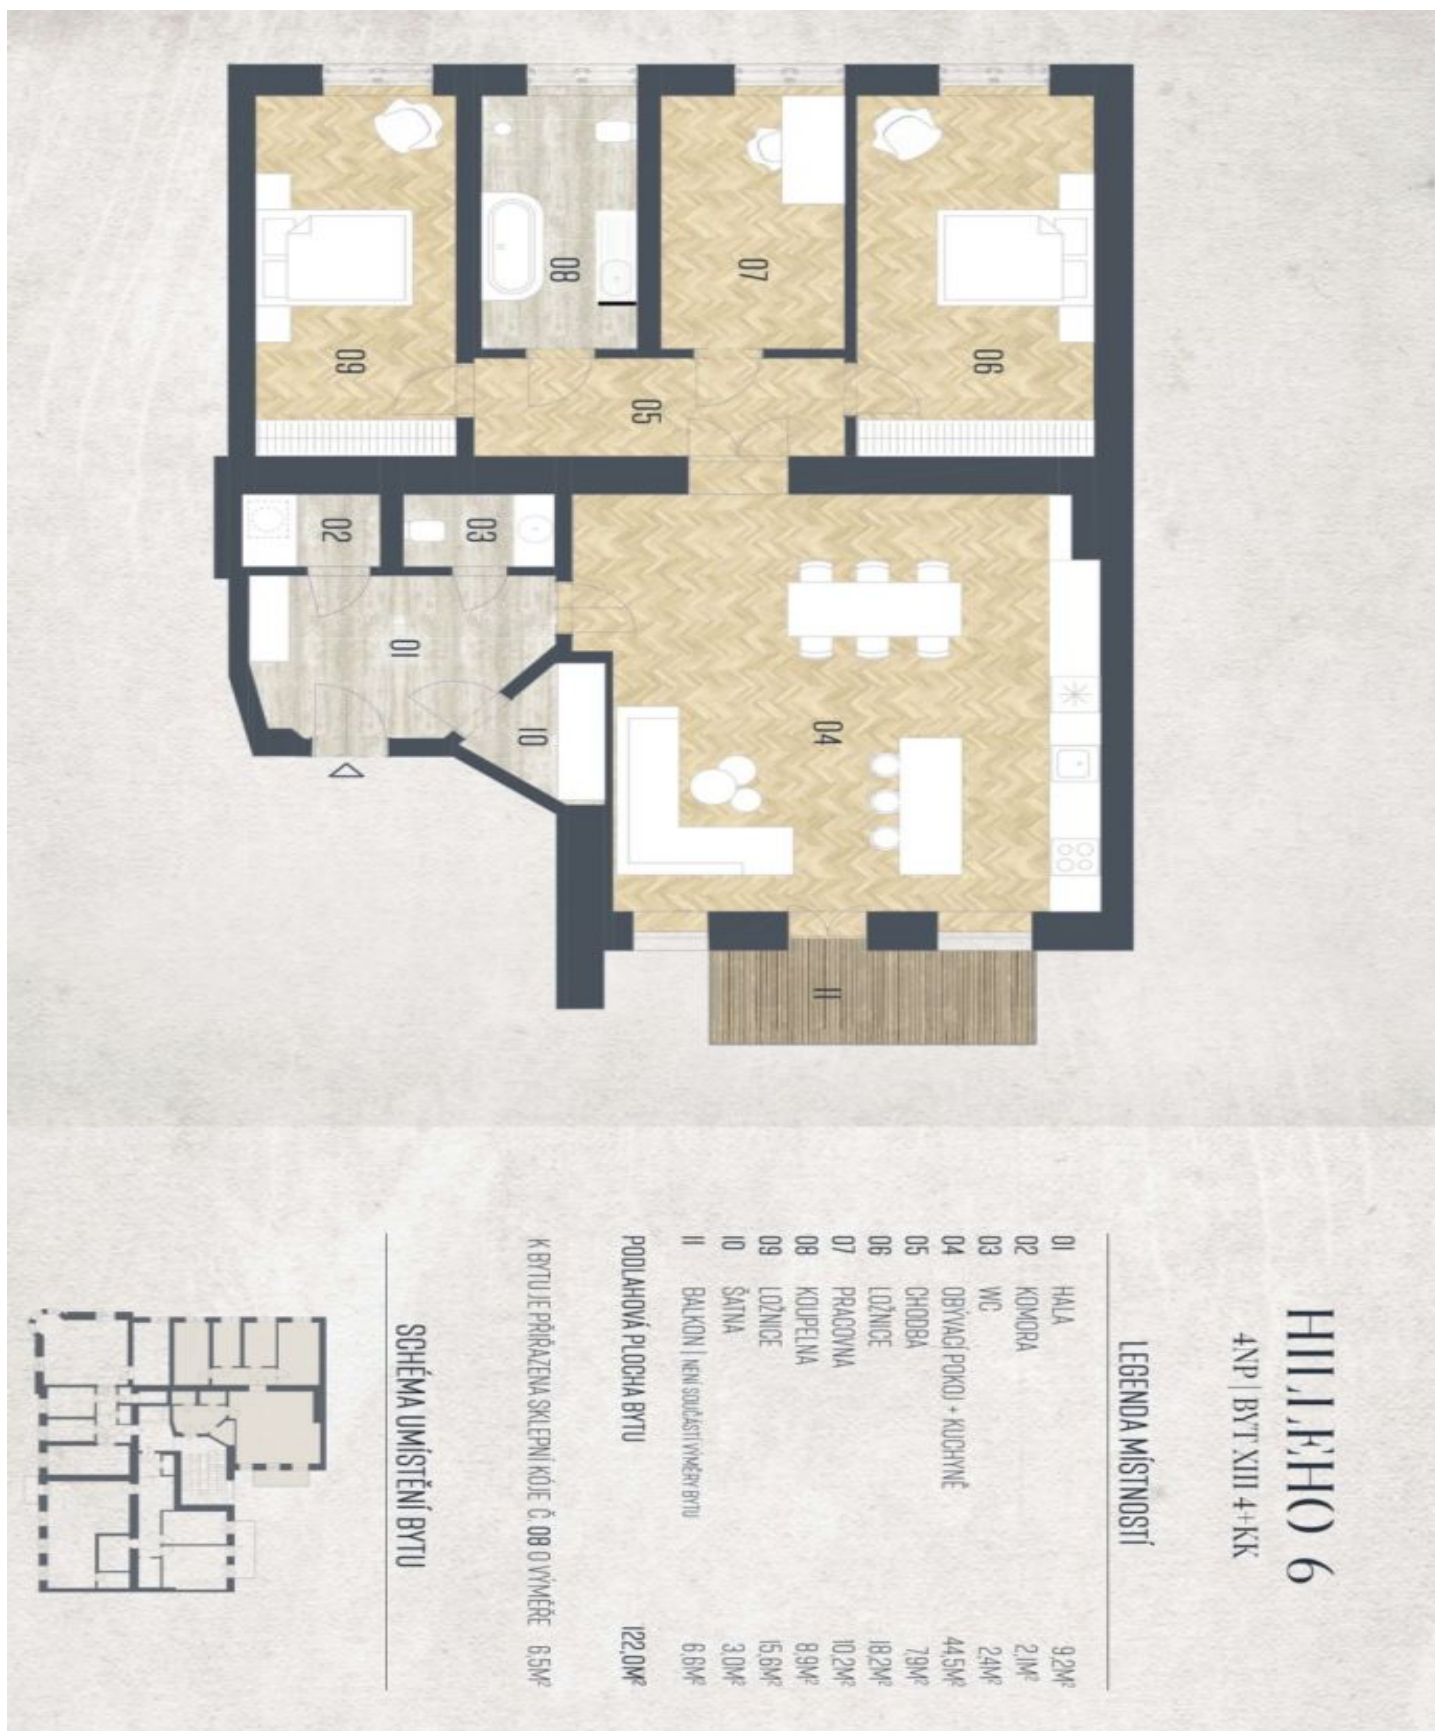 HILLEHO 6
4NP | BYT XIII 4+KK
LEGENDA MÍSTNOSTÍ
01 HALA 9,2M²
02 KOMORA 2,1M²
03 WC 2,4M²
04 OBÝVACÍ POKOJ + KUCHYNĚ 44,5M²
05 CHODBA 7,9M²
06 LOŽNICE 18,2M²
07 PRACOVNA 10,2M²
08 KOUPELNA 8,9M²
09 LOŽNICE 15,6M²
10 ŠATNA 3,0M²
11 BALKON | NENÍ SOUČÁSTÍ VÝMĚRY BYTU 6,6M²
PODLAHOVÁ PLOCHA BYTU 122,0M²
K BYTU JE PŘIŘAZENA SKLEPNÍ KÓJE Č. 08 O VÝMĚŘE 6,5M²
SCHÉMA UMÍSTĚNÍ BYTU
06
07
08
09
05
04
03
02
01
10
11